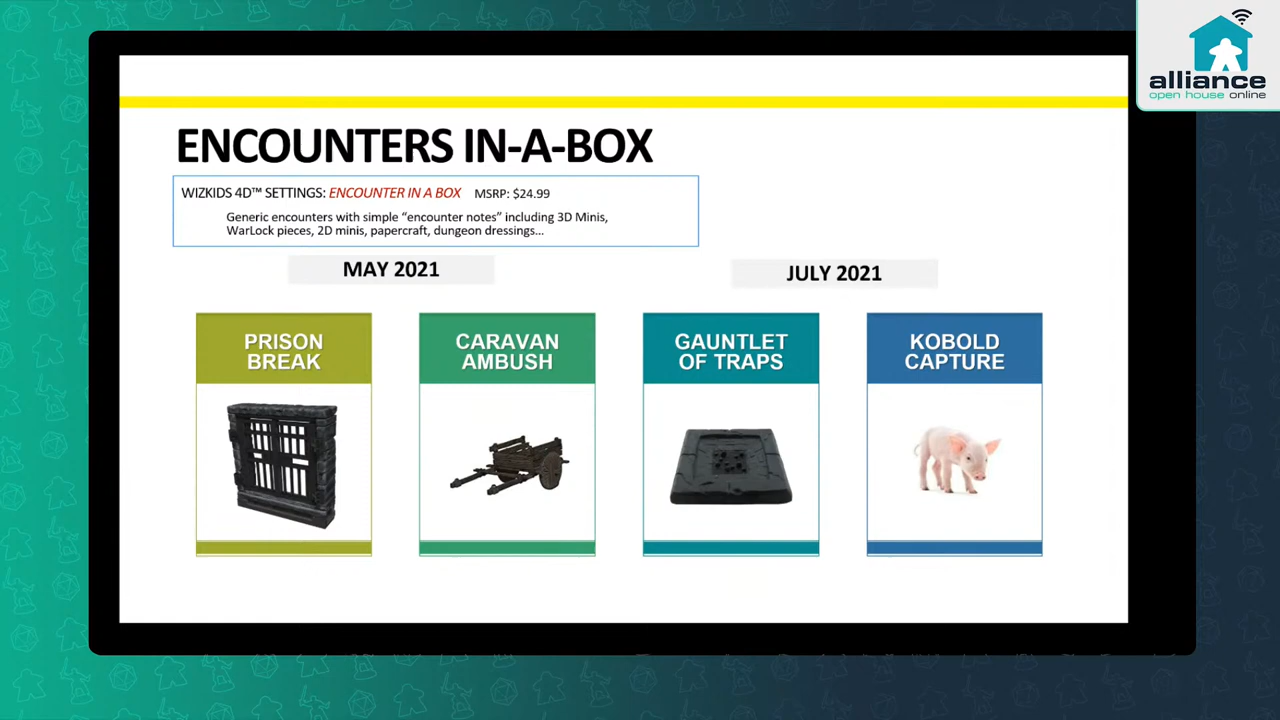 alliance
open house online
ENCOUNTERS IN-A-BOX
WIZKIDS 4D™ SETTINGS: ENCOUNTER IN A BOX MSRP: $24.99
Generic encounters with simple “encounter notes” including 3D Minis,
WarLock pieces, 2D minis, papercraft, dungeon dressings...
MAY 2021
JULY 2021
PRISON
BREAK
CARAVAN
AMBUSH
GAUNTLET
OF TRAPS
KOBOLD
CAPTURE